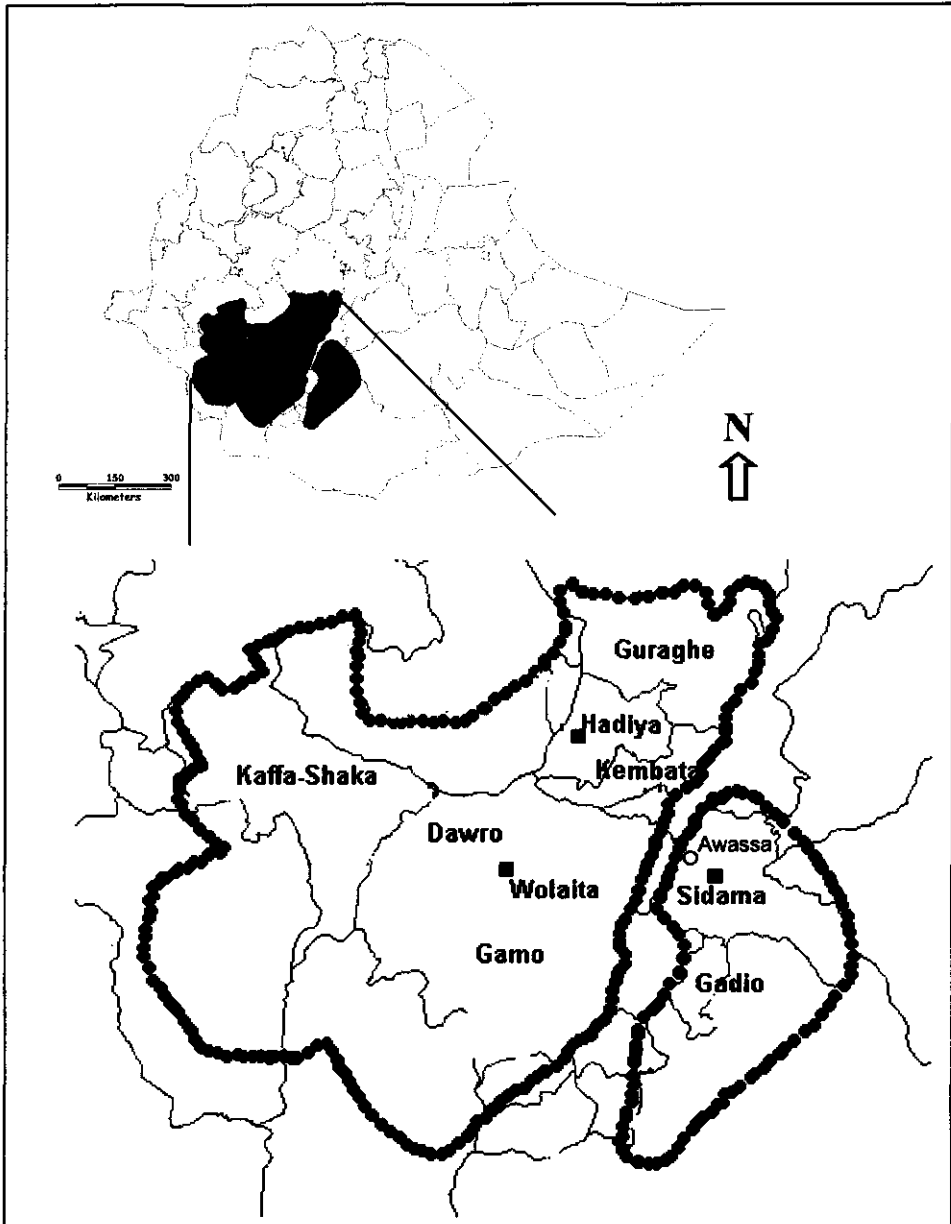 N
0 150 300
Kilometers
Guraghe
Hadiya
Kembata
Kaffa-Shaka
Dawro
Awassa
Sidama
Wolaita
Gamo
Gadio